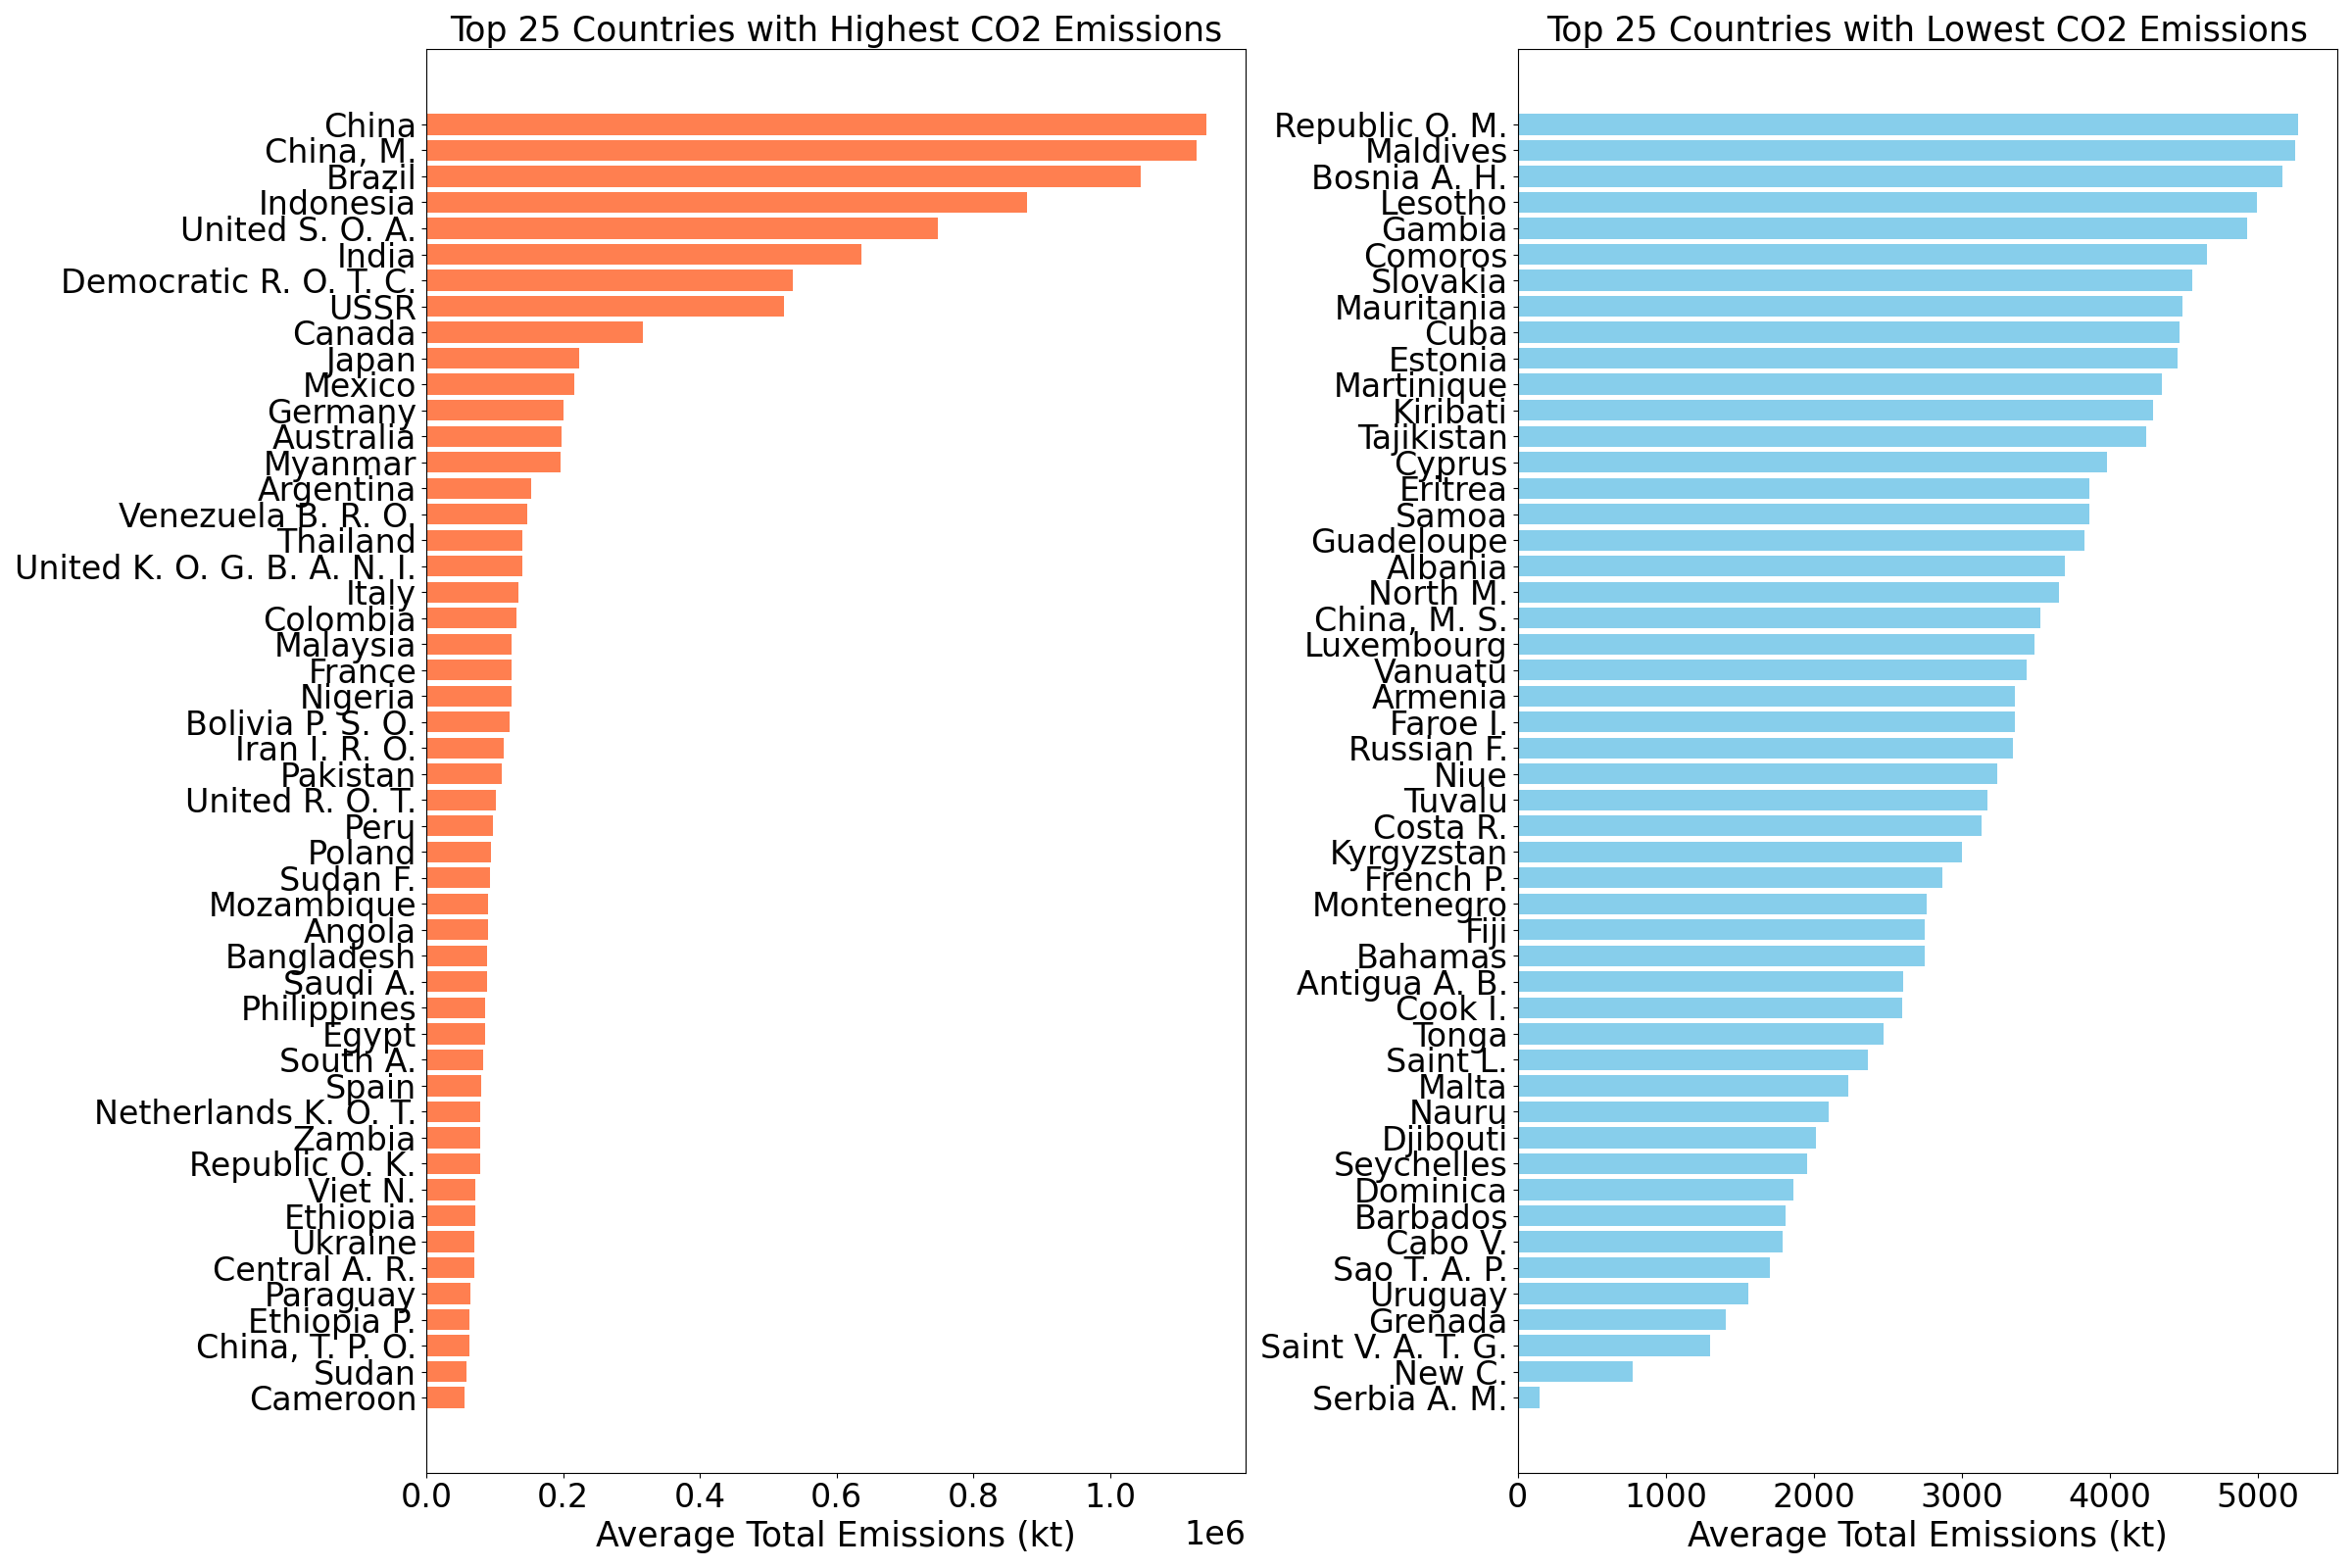 Top 25 Countries with Highest CO2 Emissions
China
China, M.
Brazil
Indonesia
United S. O. A.
India
Democratic R. O. T. C.
USSR
Canada
Japan
Mexico
Germany
Australia
Myanmar
Argentina
Venezuela B. R. O.
Thailand
United K. O. G. B. A. N. I.
Italy
Colombia
Malaysia
France
Nigeria
Bolivia P. S. O.
Iran I. R. O.
Pakistan
United R. O. T.
Peru
Poland
Sudan F.
Mozambique
Angola
Bangladesh
Saudi A.
Philippines
Egypt
South A.
Spain
Netherlands K. O. T.
Zambia
Republic O. K.
Viet N.
Ethiopia
Ukraine
Central A. R.
Paraguay
Ethiopia P.
China, T. P. O.
Sudan
Cameroon
0.0 0.2 0.4 0.6 0.8 1.0
1e6
Average Total Emissions (kt)
Top 25 Countries with Lowest CO2 Emissions
Republic O. M.
Maldives
Bosnia A. H.
Lesotho
Gambia
Comoros
Slovakia
Mauritania
Cuba
Estonia
Martinique
Kiribati
Tajikistan
Cyprus
Eritrea
Samoa
Guadeloupe
Albania
North M.
China, M. S.
Luxembourg
Vanuatu
Armenia
Faroe I.
Russian F.
Niue
Tuvalu
Costa R.
Kyrgyzstan
French P.
Montenegro
Fiji
Bahamas
Antigua A. B.
Cook I.
Tonga
Saint L.
Malta
Nauru
Djibouti
Seychelles
Dominica
Barbados
Cabo V.
Sao T. A. P.
Uruguay
Grenada
Saint V. A. T. G.
New C.
Serbia A. M.
0 1000 2000 3000 4000 5000
Average Total Emissions (kt)